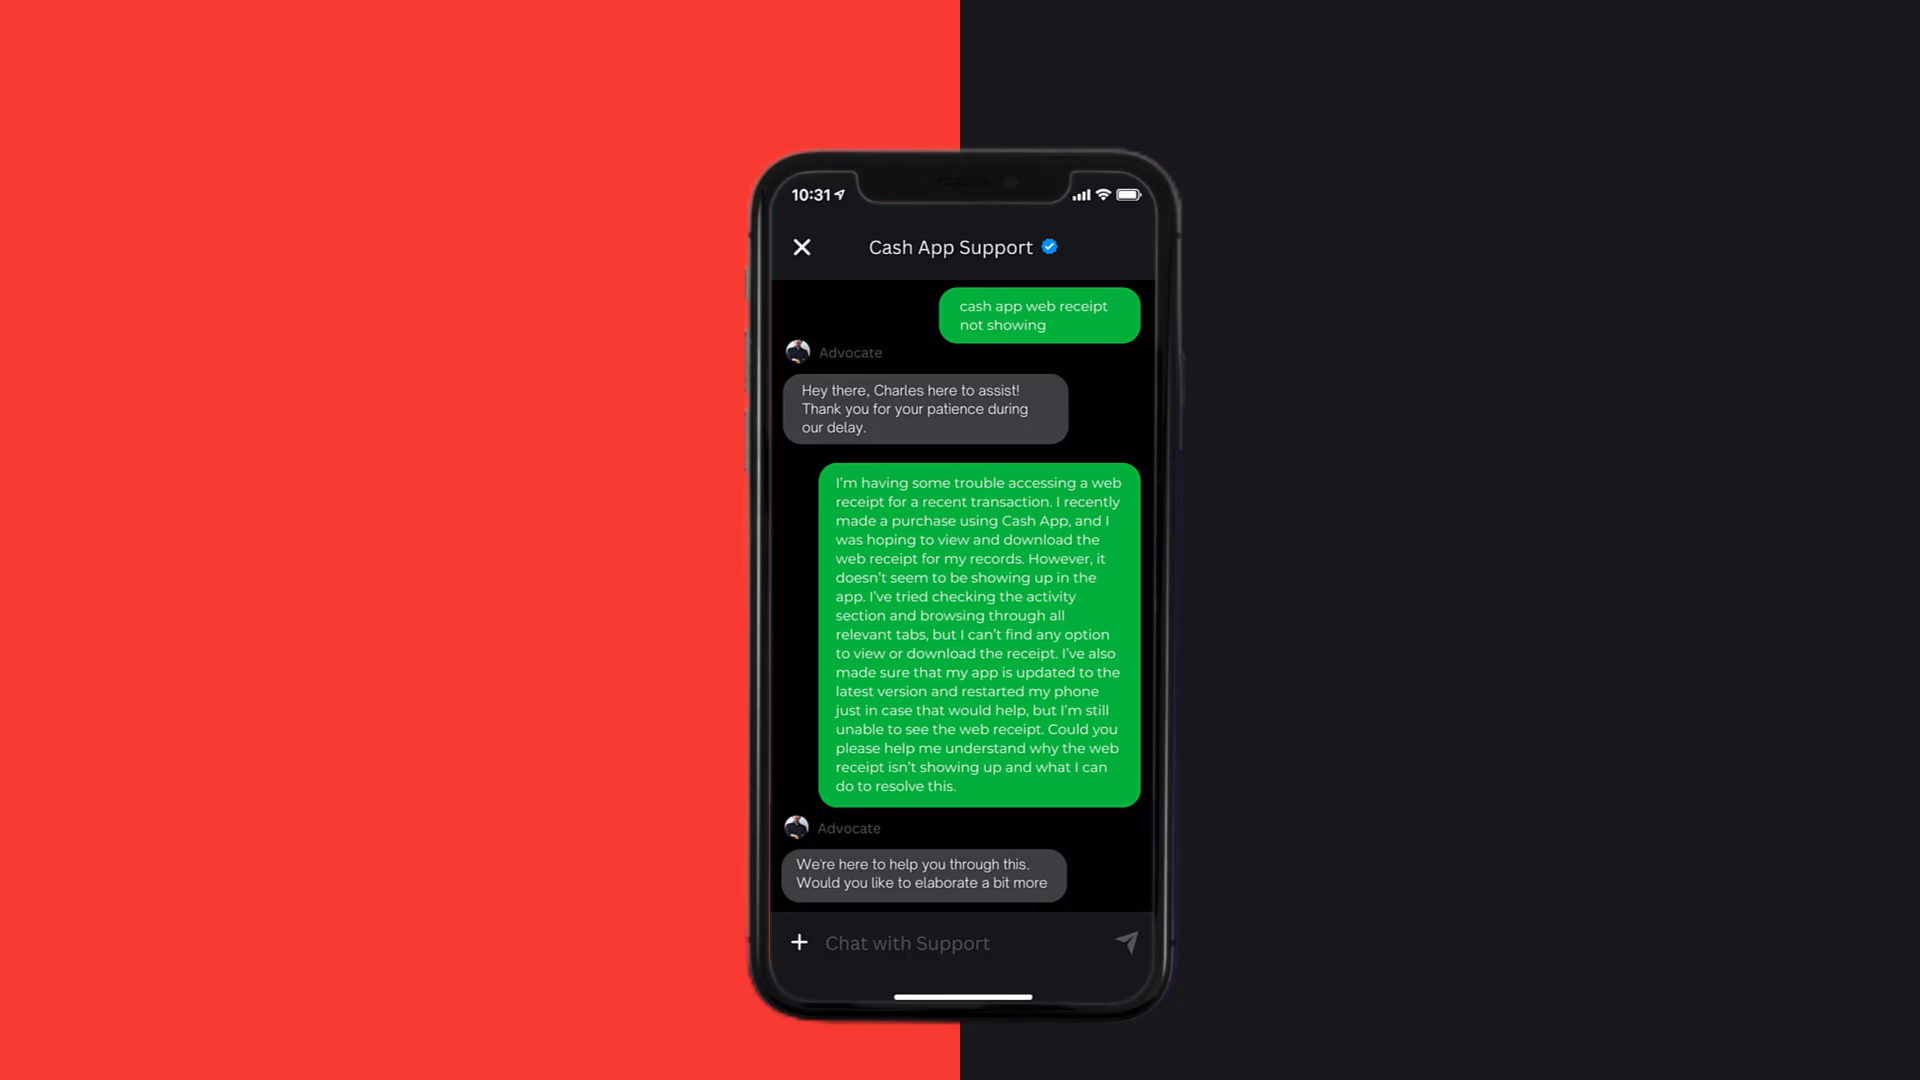 10:31
Cash App Support
cash app web receipt
not showing
Advocate
Hey there, Charles here to assist!
Thank you for your patience during
our delay.
I'm having some trouble accessing a web
receipt for a recent transaction. I recently
made a purchase using Cash App, and I
was hoping to view and download the
web receipt for my records. However, it
doesn't seem to be showing up in the
app. I've tried checking the activity
section and browsing through all
relevant tabs, but I can't find any option
to view or download the receipt. I've also
made sure that my app is updated to the
latest version and restarted my phone
just in case that would help, but I'm still
unable to see the web receipt. Could you
please help me understand why the web
receipt isn't showing up and what I can
do to resolve this.
Advocate
We're here to help you through this.
Would you like to elaborate a bit more
Chat with Support